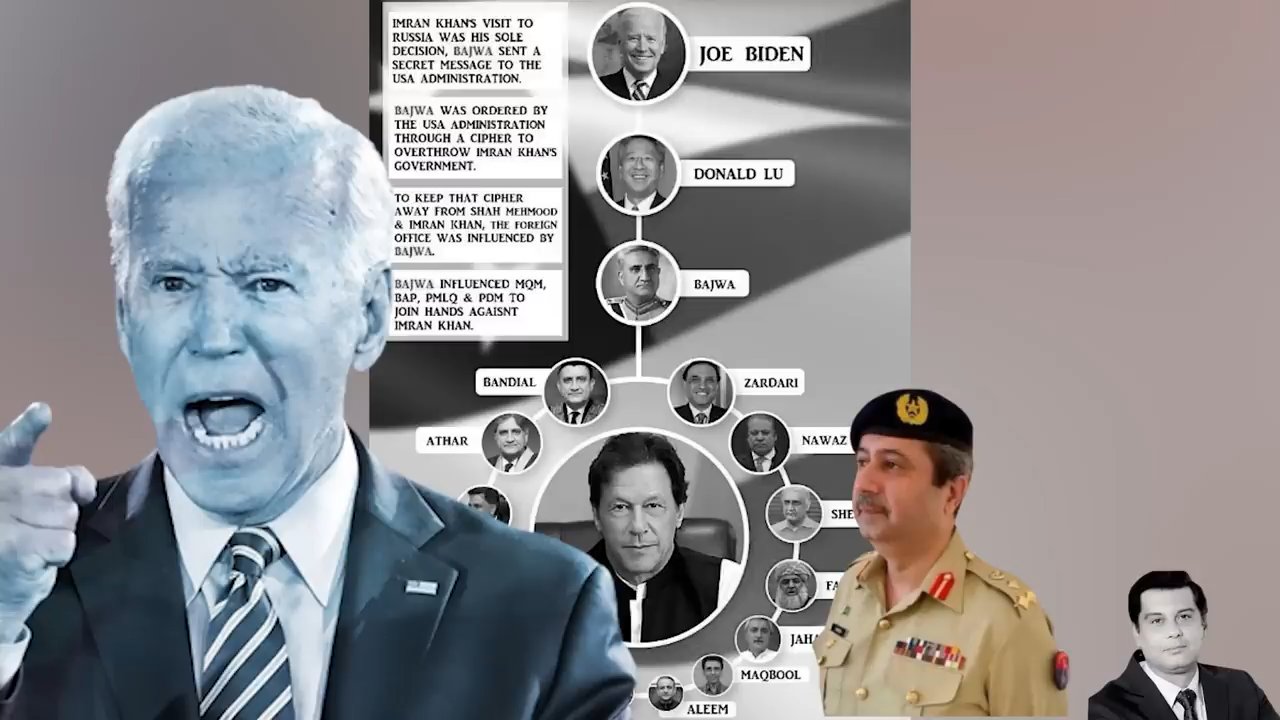 IMRAN KHAN'S VISIT TO
RUSSIA WAS HIS SOLE
DECISION, BAJWA SENT A
SECRET MESSAGE TO THE
USA ADMINISTRATION.
BAJWA WAS ORDERED BY
THE USA ADMINISTRATION
THROUGH A CIPHER TO
OVERTHROW IMRAN KHAN'S
GOVERNMENT.
TO KEEP THAT CIPHER
AWAY FROM SHAH MEHMOOD
& IMRAN KHAN, THE FOREIGN
OFFICE WAS INFLUENCED BY
BAJWA.
BAJWA INFLUENCED MQM,
BAP, PMLQ & PDM TO
JOIN HANDS AGAISNT
IMRAN KHAN.
JOE BIDEN
DONALD LU
BAJWA
BANDIAL
ZARDARI
ATHAR
NAWAZ
SHE
FA
JAHA
MAQBOOL
ALEEM